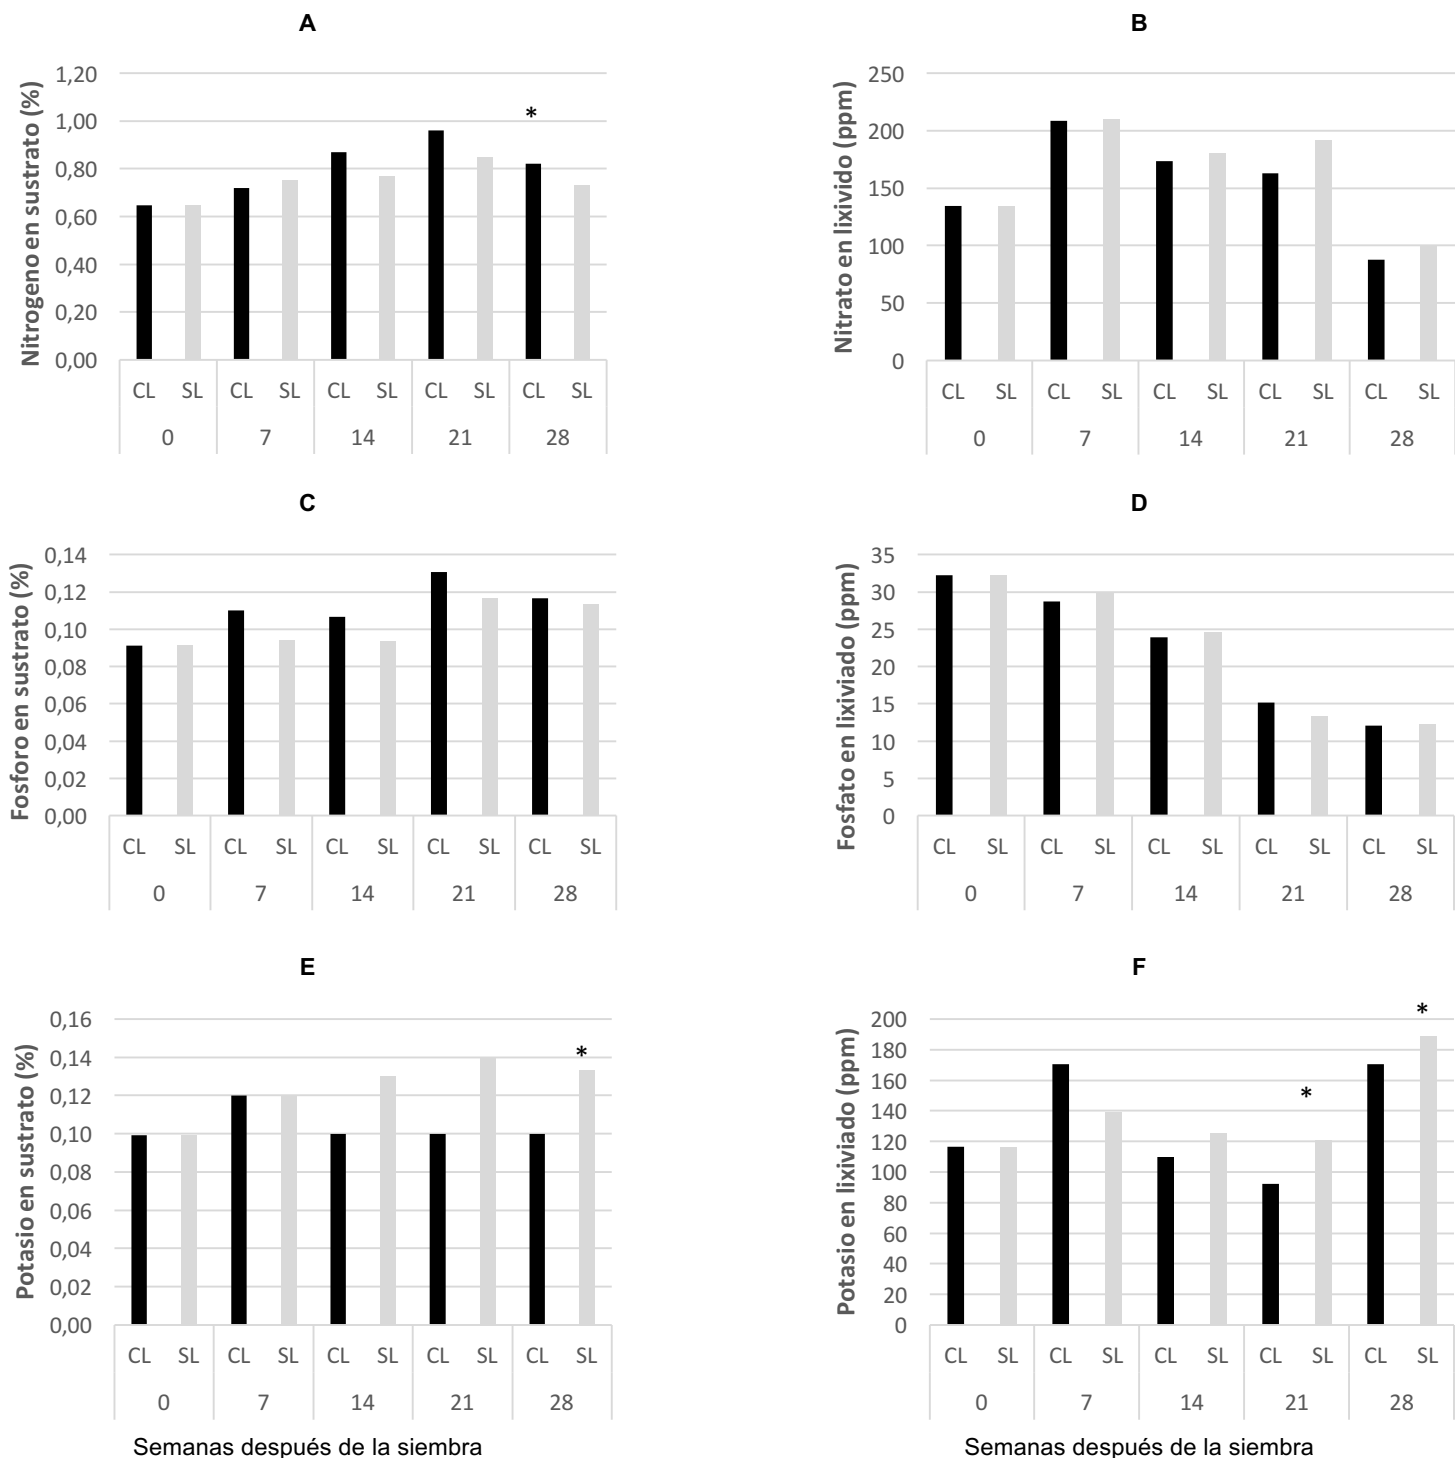 A
Nitrogeno en sustrato (%)
1,20
1,00
0,80
0,60
0,40
0,20
0,00
*
CL SL CL SL CL SL CL SL CL SL
0 7 14 21 28
B
Nitrato en lixivido (ppm)
250
200
150
100
50
0
CL SL CL SL CL SL CL SL CL SL
0 7 14 21 28
C
Fosforo en sustrato (%)
0,14
0,12
0,10
0,08
0,06
0,04
0,02
0,00
CL SL CL SL CL SL CL SL CL SL
0 7 14 21 28
D
Fosfato en lixiviado (ppm)
35
30
25
20
15
10
5
0
CL SL CL SL CL SL CL SL CL SL
0 7 14 21 28
E
Potasio en sustrato (%)
0,16
0,14
0,12
0,10
0,08
0,06
0,04
0,02
0,00
*
CL SL CL SL CL SL CL SL CL SL
0 7 14 21 28
Semanas después de la siembra
F
Potasio en lixiviado (ppm)
200
180
160
140
120
100
80
60
40
20
0
* *
CL SL CL SL CL SL CL SL CL SL
0 7 14 21 28
Semanas después de la siembra